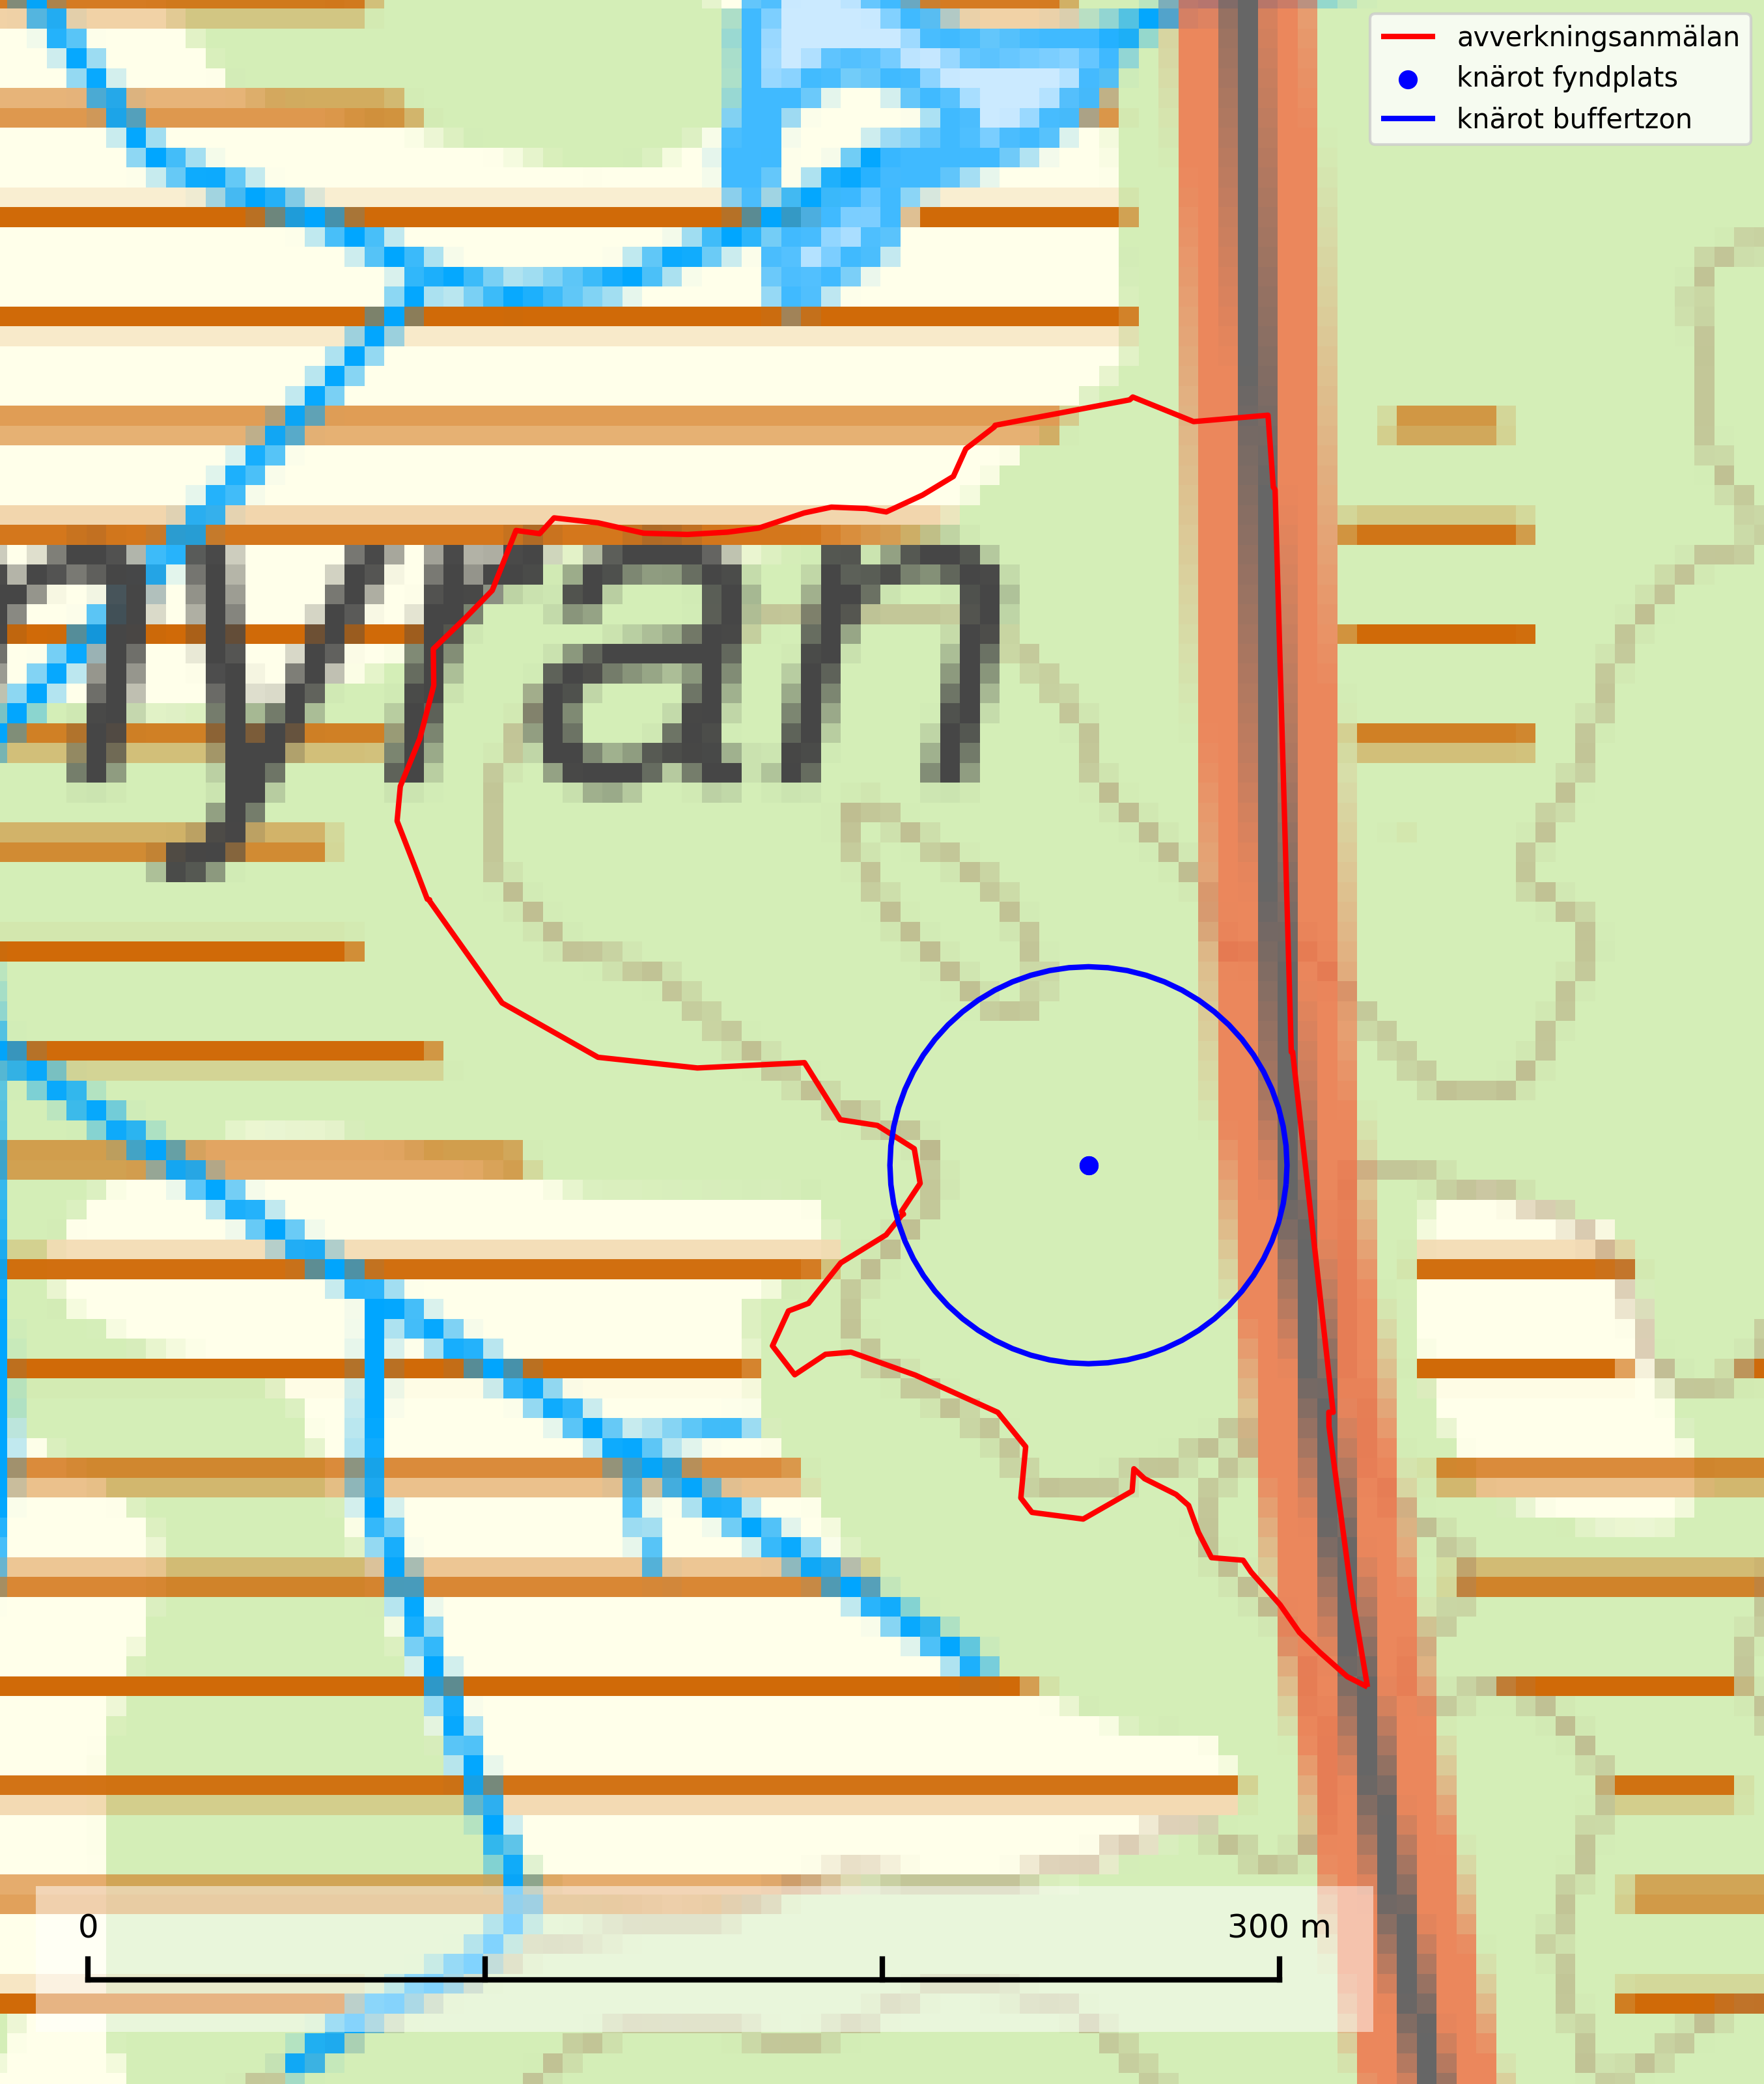 avverkningsanmälan
knärot fyndplats
knärot buffertzon
myran
0
300 m